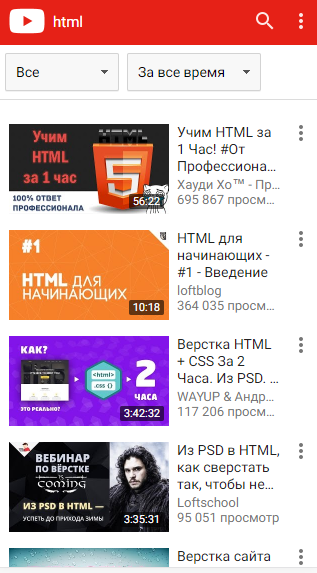 html
Все
За все время
Учим
HTML
за 1 час
HTML
5
100% ОТВЕТ
ПРОФЕССИОНАЛА
56:22
Учим HTML за
1 Час! #От
Профессиона...
Хауди Хо™ - Пр...
695 867 просм...
#1
HTML ДЛЯ
НАЧИНАЮЩИХ
10:18
HTML для
начинающих -
#1 - Введение
loftblog
364 035 просм...
КАК?
<html>
.css {}
2
ЧАСА
ЭТО РЕАЛЬНО?
3:42:32
Верстка HTML
+ CSS За 2
Часа. Из PSD. ...
WAYUP & Андр...
117 206 просм...
ВЕБИНАР
ПО ВЁРСТКЕ
IS
COMING
ИЗ PSD В HTML —
УСПЕТЬ ДО ПРИХОДА ЗИМЫ
3:35:31
Из PSD в HTML,
как сверстать
так, чтобы не...
Loftschool
95 051 просмотр
Верстка сайта